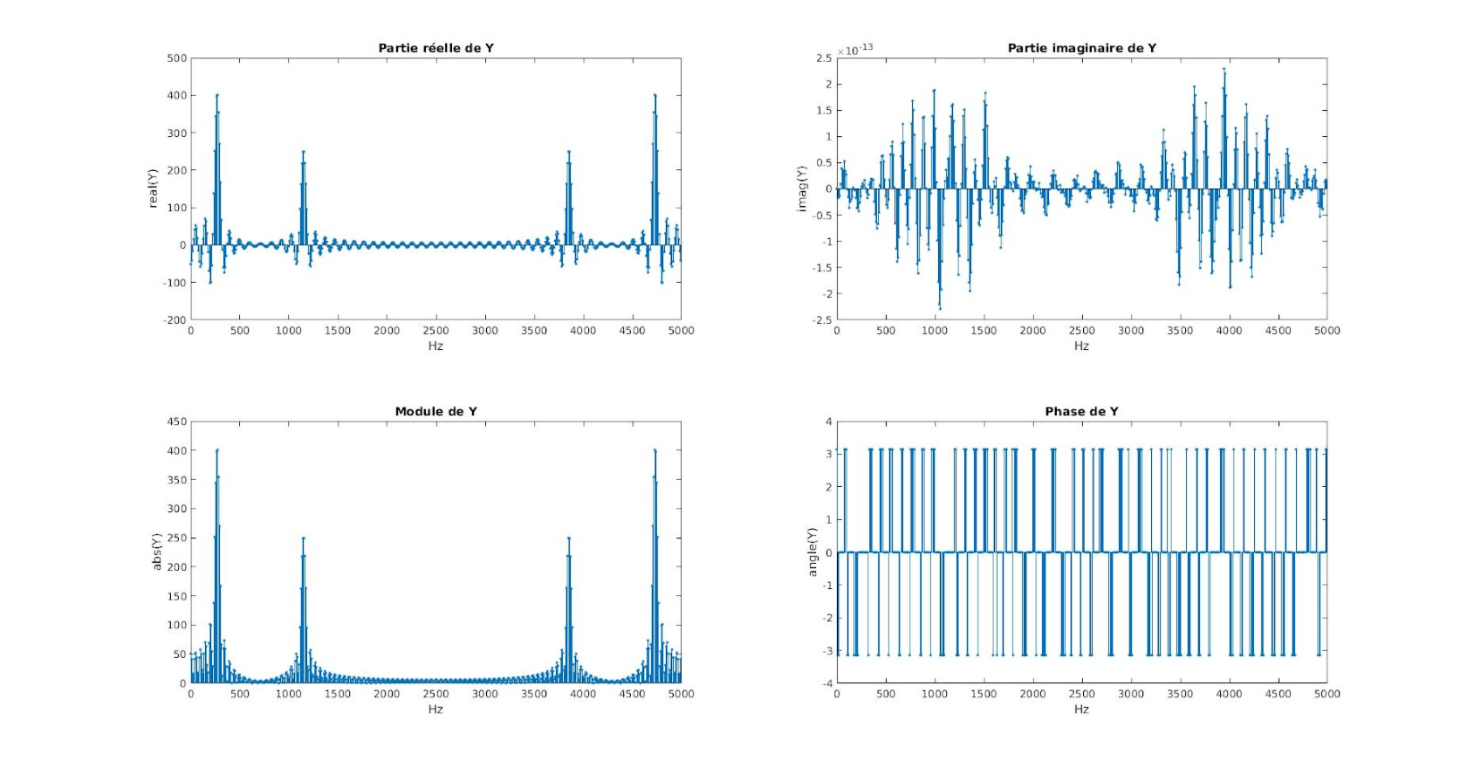 Partie réelle de Y
500
400
300
200
100
0
-100
-200
real(Y)
0 500 1000 1500 2000 2500 3000 3500 4000 4500 5000
Hz
Partie imaginaire de Y
×10⁻¹³
2.5
2
1.5
1
0.5
0
-0.5
-1
-1.5
-2
-2.5
imag(Y)
0 500 1000 1500 2000 2500 3000 3500 4000 4500 5000
Hz
Module de Y
450
400
350
300
250
200
150
100
50
0
abs(Y)
0 500 1000 1500 2000 2500 3000 3500 4000 4500 5000
Hz
Phase de Y
4
3
2
1
0
-1
-2
-3
-4
angle(Y)
0 500 1000 1500 2000 2500 3000 3500 4000 4500 5000
Hz